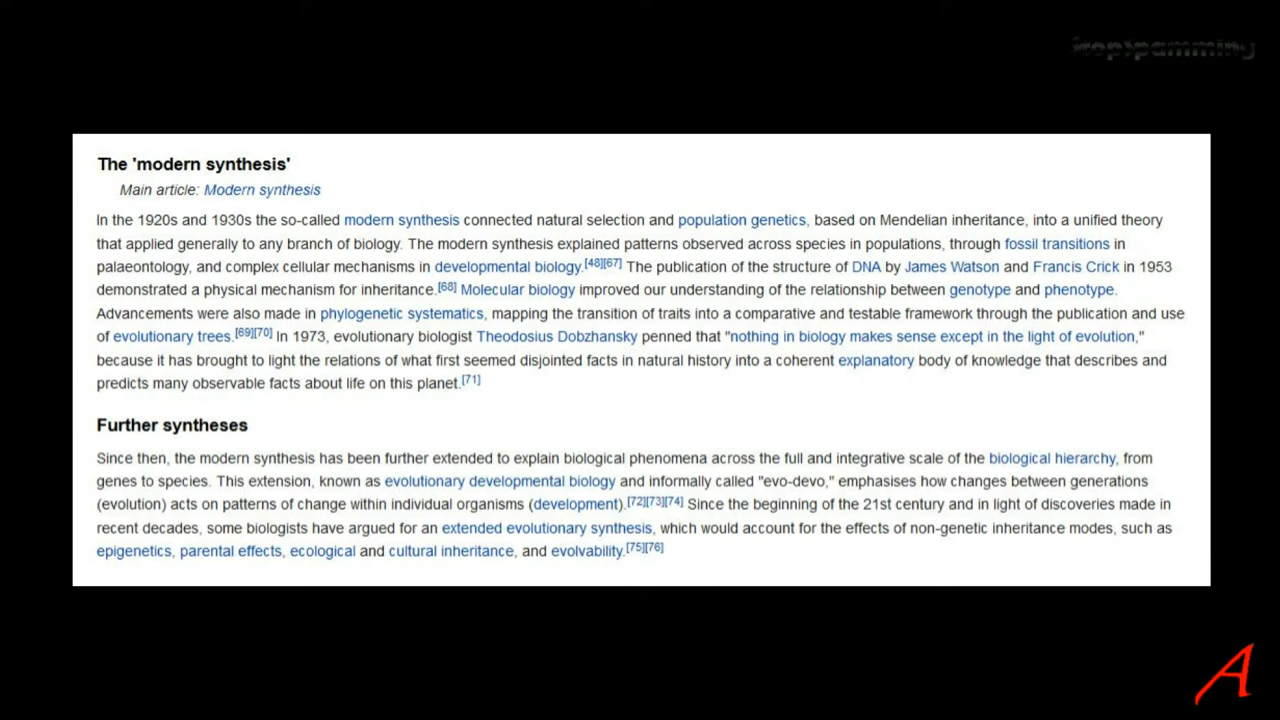 stopspamming
The 'modern synthesis'
Main article: Modern synthesis
In the 1920s and 1930s the so-called modern synthesis connected natural selection and population genetics, based on Mendelian inheritance, into a unified theory
that applied generally to any branch of biology. The modern synthesis explained patterns observed across species in populations, through fossil transitions in
palaeontology, and complex cellular mechanisms in developmental biology.[48][67] The publication of the structure of DNA by James Watson and Francis Crick in 1953
demonstrated a physical mechanism for inheritance.[68] Molecular biology improved our understanding of the relationship between genotype and phenotype.
Advancements were also made in phylogenetic systematics, mapping the transition of traits into a comparative and testable framework through the publication and use
of evolutionary trees.[69][70] In 1973, evolutionary biologist Theodosius Dobzhansky penned that "nothing in biology makes sense except in the light of evolution,"
because it has brought to light the relations of what first seemed disjointed facts in natural history into a coherent explanatory body of knowledge that describes and
predicts many observable facts about life on this planet.[71]
Further syntheses
Since then, the modern synthesis has been further extended to explain biological phenomena across the full and integrative scale of the biological hierarchy, from
genes to species. This extension, known as evolutionary developmental biology and informally called "evo-devo," emphasises how changes between generations
(evolution) acts on patterns of change within individual organisms (development).[72][73][74] Since the beginning of the 21st century and in light of discoveries made in
recent decades, some biologists have argued for an extended evolutionary synthesis, which would account for the effects of non-genetic inheritance modes, such as
epigenetics, parental effects, ecological and cultural inheritance, and evolvability.[75][76]
A